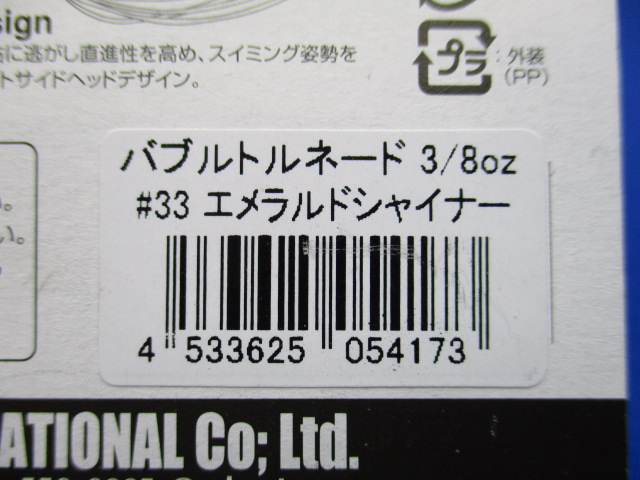 sign
に逃がし直進性を高め、スイミング姿勢を
トサイドヘッドデザイン。
プラ
:外装
(PP)
バブルトルネード 3/8oz
#33 エメラルドシャイナー
。
い。
4 533625 054173
ATIONAL Co; Ltd.